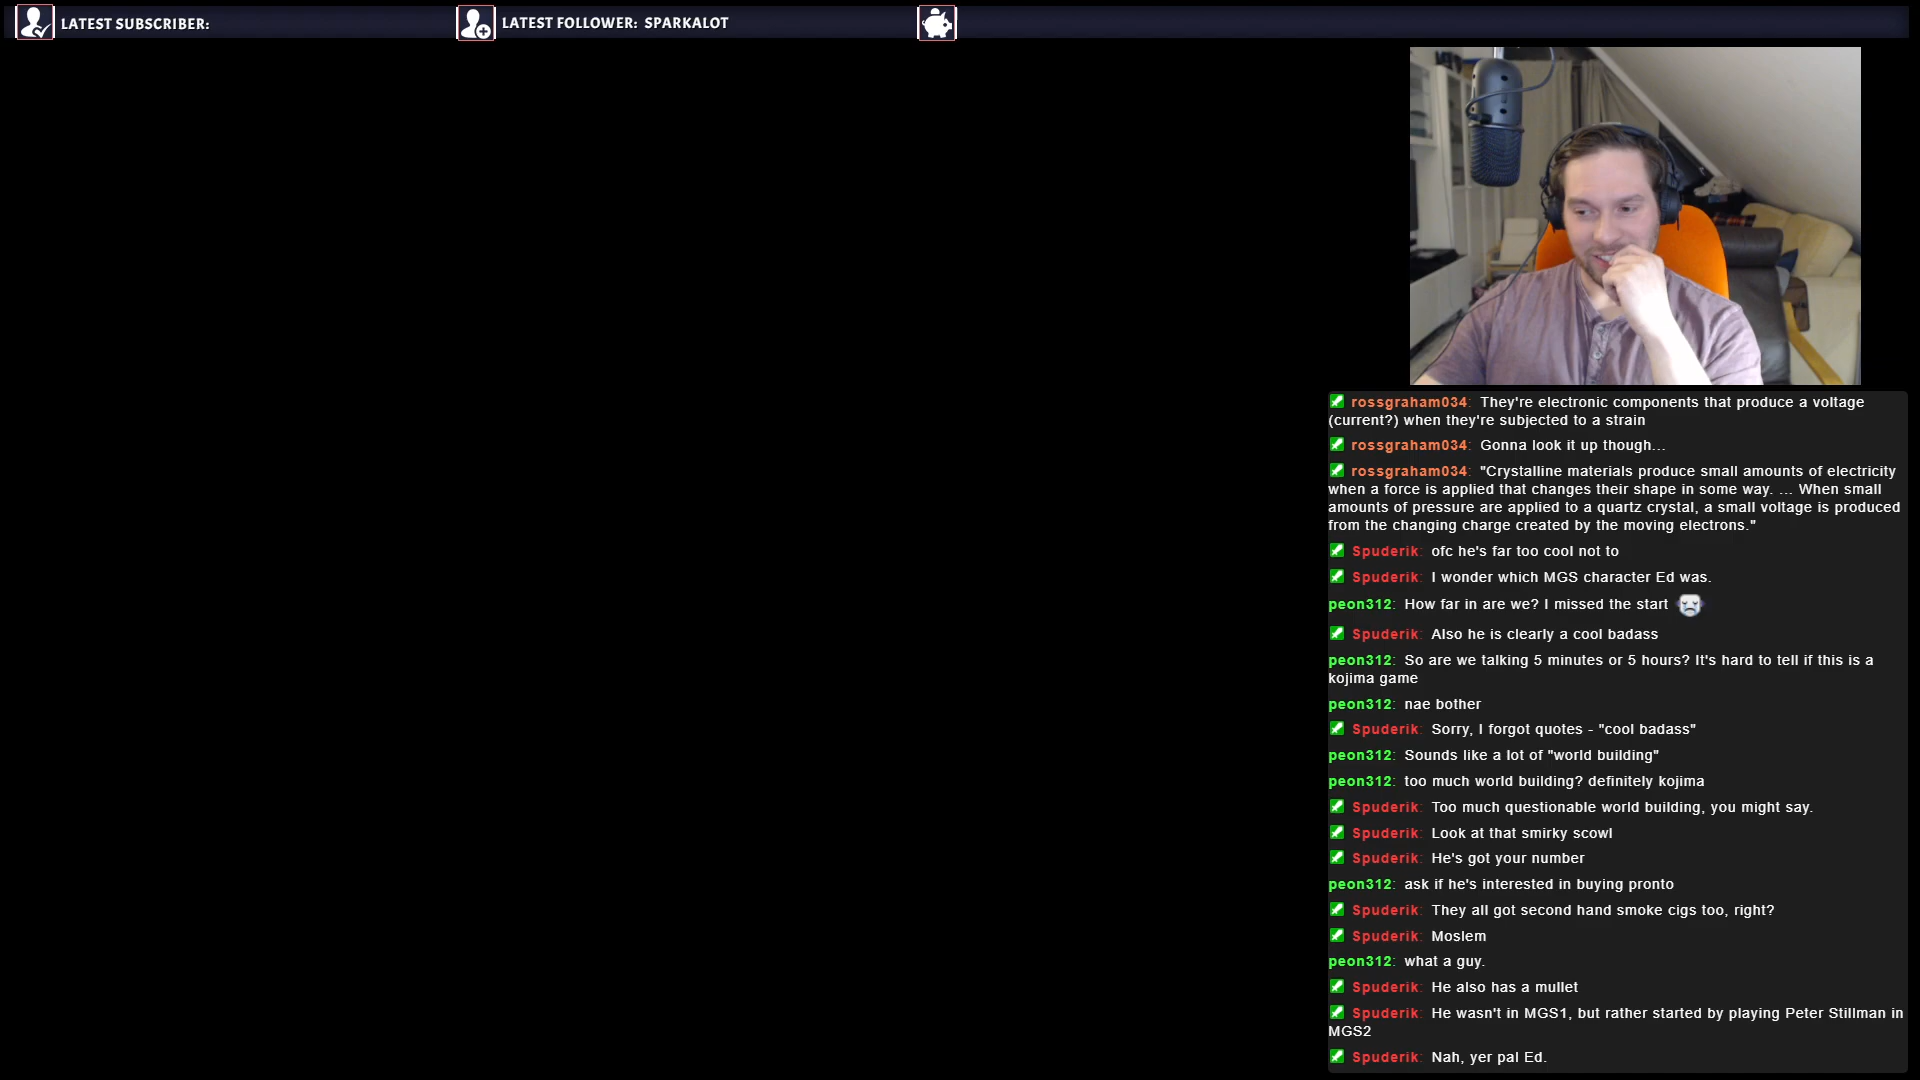 LATEST SUBSCRIBER:
LATEST FOLLOWER: SPARKALOT
rossgraham034: They're electronic components that produce a voltage
(current?) when they're subjected to a strain
rossgraham034: Gonna look it up though...
rossgraham034: "Crystalline materials produce small amounts of electricity
when a force is applied that changes their shape in some way. ... When small
amounts of pressure are applied to a quartz crystal, a small voltage is produced
from the changing charge created by the moving electrons."
Spuderik: ofc he's far too cool not to
Spuderik: I wonder which MGS character Ed was.
peon312: How far in are we? I missed the start
Spuderik: Also he is clearly a cool badass
peon312: So are we talking 5 minutes or 5 hours? It's hard to tell if this is a
kojima game
peon312: nae bother
Spuderik: Sorry, I forgot quotes - "cool badass"
peon312: Sounds like a lot of "world building"
peon312: too much world building? definitely kojima
Spuderik: Too much questionable world building, you might say.
Spuderik: Look at that smirky scowl
Spuderik: He's got your number
peon312: ask if he's interested in buying pronto
Spuderik: They all got second hand smoke cigs too, right?
Spuderik: Moslem
peon312: what a guy.
Spuderik: He also has a mullet
Spuderik: He wasn't in MGS1, but rather started by playing Peter Stillman in
MGS2
Spuderik: Nah, yer pal Ed.